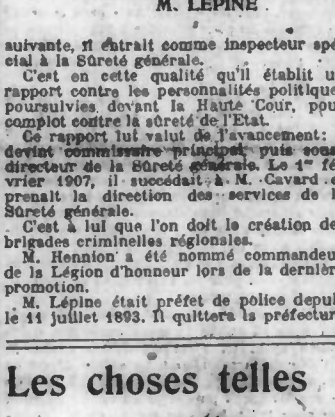 M. LÉPINE
suivante, il entrait comme inspecteur spé
cial à la Sûreté générale.
C'est en cette qualité qu'il établit u
rapport contre les personnalités politique
poursuivies devant la Haute Cour, pou
complot contre la sûreté de l'Etat.
Ce rapport lui valut de l'avancement:
devint commissaire principal, puis sous
directeur de la Sûreté générale. Le 1er fé
vrier 1907, il succédait à M. Cavard e
prenait la direction des services de l
Sûreté générale.
C'est à lui que l'on doit le création de
brigades criminelles régionales.
M. Hennion a été nommé commandeu
de la Légion d'honneur lors de la dernièr
promotion.
M. Lépine était préfet de police depui
le 11 juillet 1893. Il quittera la préfectur
Les choses telles